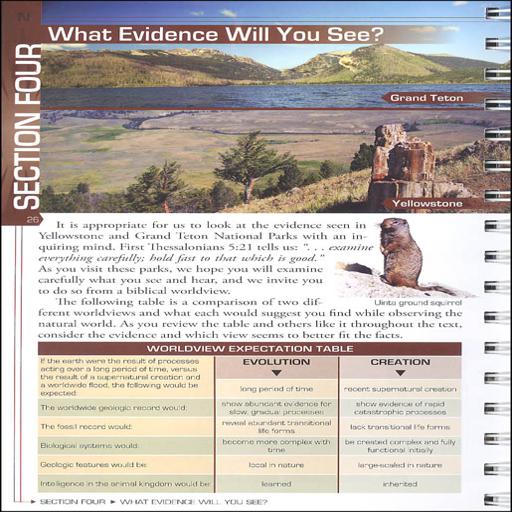 What Evidence Will You See?
Grand Teton
Yellowstone
SECTION FOUR
26
It is appropriate for us to look at the evidence seen in
Yellowstone and Grand Teton National Parks with an in-
quiring mind. First Thessalonians 5:21 tells us: ". . . examine
everything carefully; hold fast to that which is good."
As you visit these parks, we hope you will examine
carefully what you see and hear, and we invite you
to do so from a biblical worldview.
Uinta ground squirrel
The following table is a comparison of two dif-
ferent worldviews and what each would suggest you find while observing the
natural world. As you review the table and others like it throughout the text,
consider the evidence and which view seems to better fit the facts.
WORLDVIEW EXPECTATION TABLE
If the earth were the result of processes
acting over a long period of time, versus
the result of a supernatural creation and
a worldwide flood, the following would be
expected:
EVOLUTION
long period of time
CREATION
recent supernatural creation
The worldwide geologic record would:
show abundant evidence for
slow, gradual processes
show evidence of rapid
catastrophic processes
The fossil record would:
reveal abundant transitional
life forms
lack transitional life forms
Biological systems would:
become more complex with
time
be created complex and fully
functional initially
Geologic features would be:
local in nature
large-scaled in nature
Intelligence in the animal kingdom would be:
learned
inherited
SECTION FOUR ▸ WHAT EVIDENCE WILL YOU SEE?